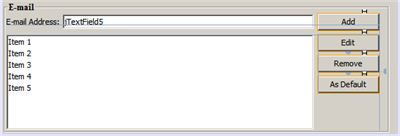 E-mail
E-mail Address: jTextField5 Add
Item 1 Edit
Item 2
Item 3 Remove
Item 4
Item 5 As Default